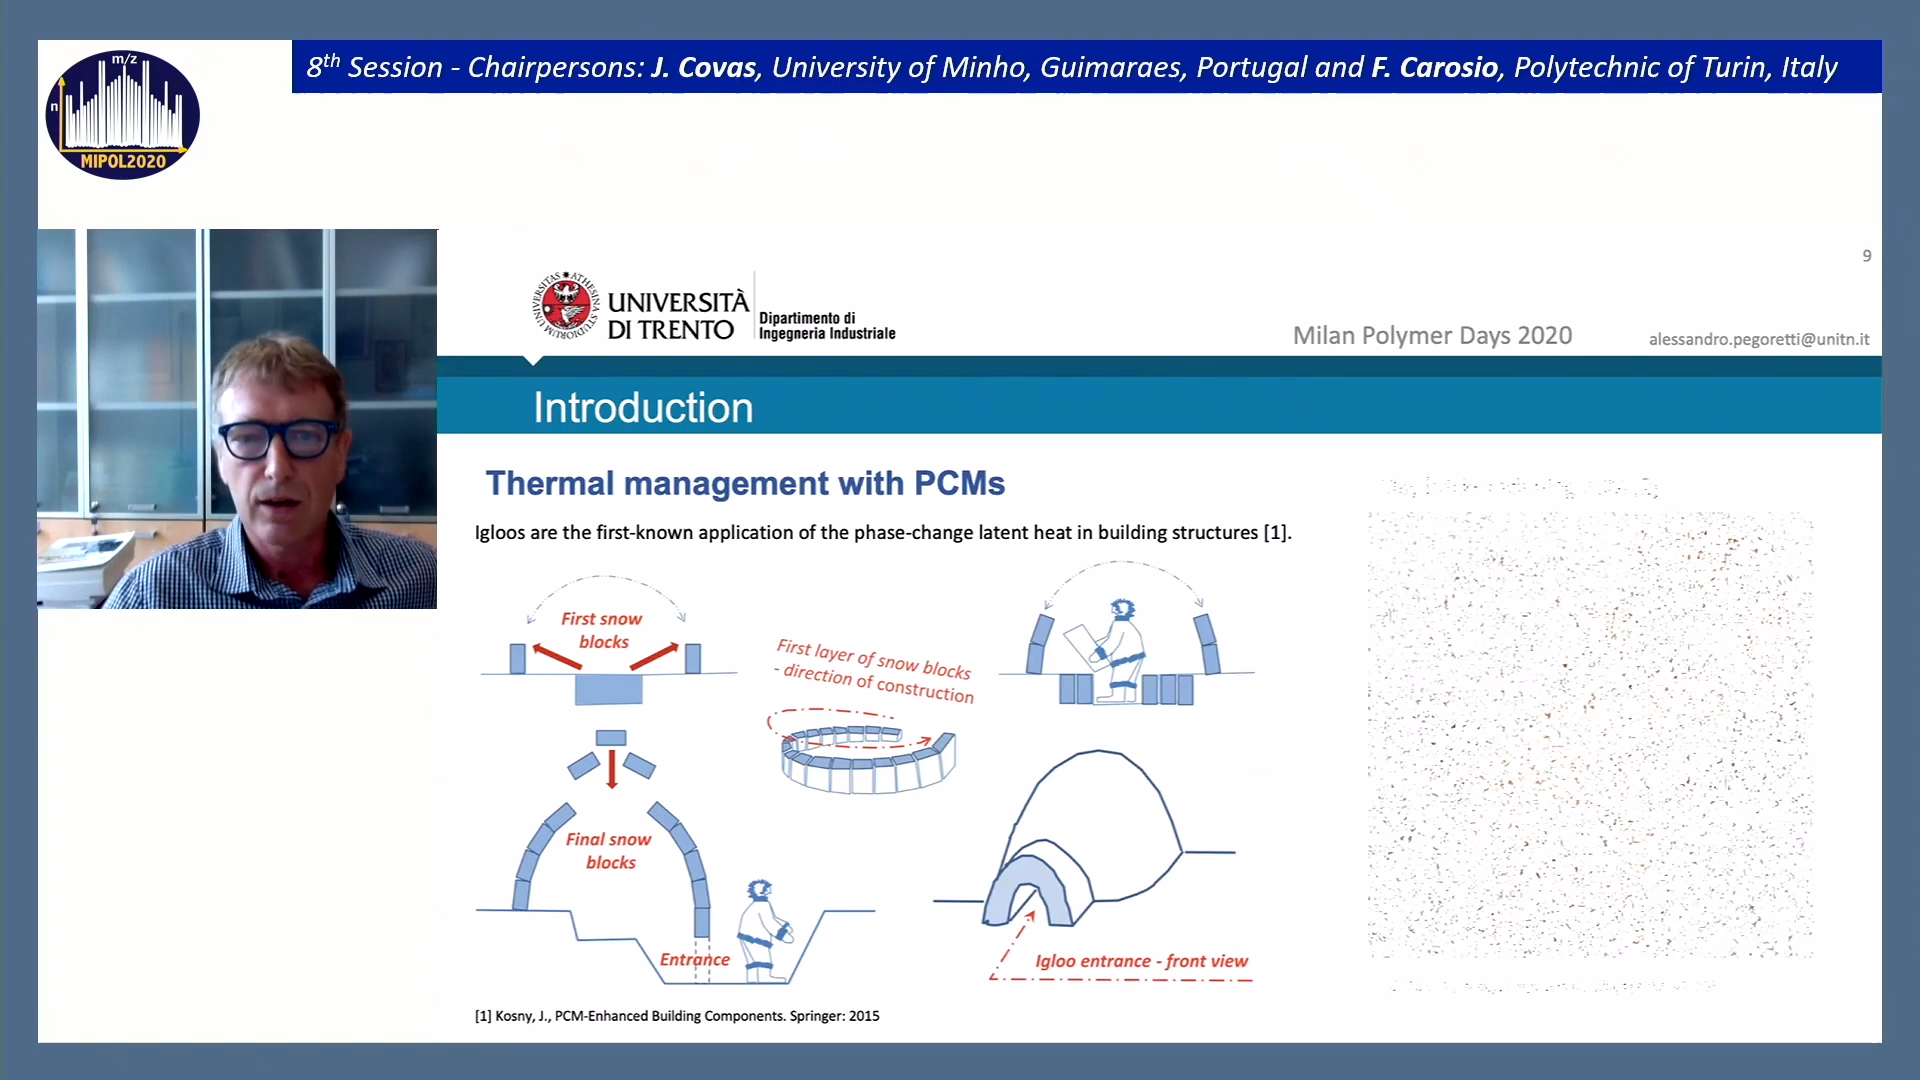 8th Session - Chairpersons: J. Covas, University of Minho, Guimaraes, Portugal and F. Carosio, Polytechnic of Turin, Italy
m/z
n
MIPOL2020
9
UNIVERSITÀ
DI TRENTO
Dipartimento di
Ingegneria Industriale
Milan Polymer Days 2020
alessandro.pegoretti@unitn.it
Introduction
Thermal management with PCMs
Igloos are the first-known application of the phase-change latent heat in building structures [1].
First snow
blocks
First layer of snow blocks
- direction of construction
Final snow
blocks
Entrance
Igloo entrance - front view
[1] Kosny, J., PCM-Enhanced Building Components. Springer: 2015